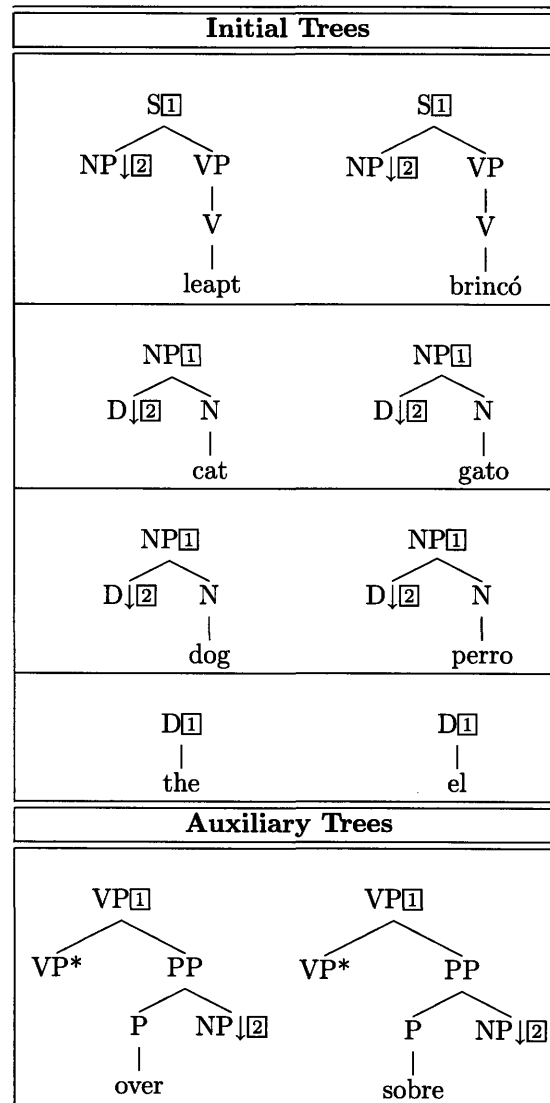 Initial Trees
S1 S1
NP↓2 VP NP↓2 VP
V V
leapt brincó
NP1 NP1
D↓2 N D↓2 N
cat gato
NP1 NP1
D↓2 N D↓2 N
dog perro
D1 D1
the el
Auxiliary Trees
VP1 VP1
VP* PP VP* PP
P NP↓2 P NP↓2
over sobre